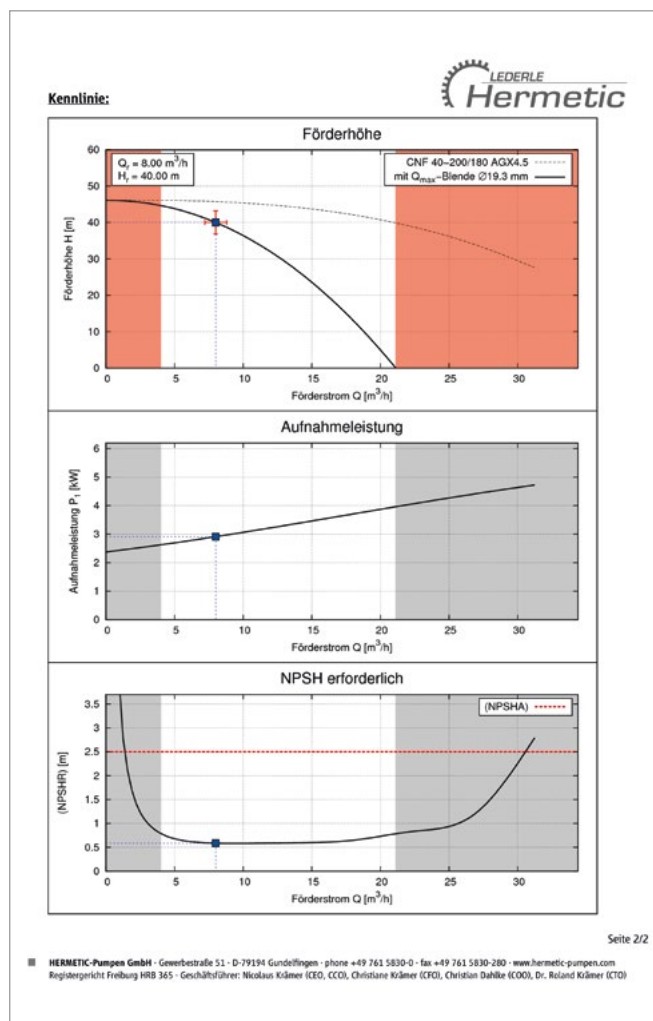 LEDERLE
Hermetic
Kennlinie:
Förderhöhe
Qr = 8.00 m³/h
Hr = 40.00 m
CNF 40–200/180 AGX4.5
mit Qmax–Blende Ø19.3 mm
Förderhöhe H [m]
60
50
40
30
20
10
0
0 5 10 15 20 25 30
Förderstrom Q [m³/h]
Aufnahmeleistung
Aufnahmeleistung P1 [kW]
6
5
4
3
2
1
0
0 5 10 15 20 25 30
Förderstrom Q [m³/h]
NPSH erforderlich
(NPSHA)
(NPSHR) [m]
3.5
3
2.5
2
1.5
1
0.5
0
0 5 10 15 20 25 30
Förderstrom Q [m³/h]
Seite 2/2
HERMETIC-Pumpen GmbH · Gewerbestraße 51 · D-79194 Gundelfingen · phone +49 761 5830-0 · fax +49 761 5830-280 · www.hermetic-pumpen.com
Registergericht Freiburg HRB 365 · Geschäftsführer: Nicolaus Krämer (CEO, CCO), Christiane Krämer (CFO), Christian Dahlke (COO), Dr. Roland Krämer (CTO)